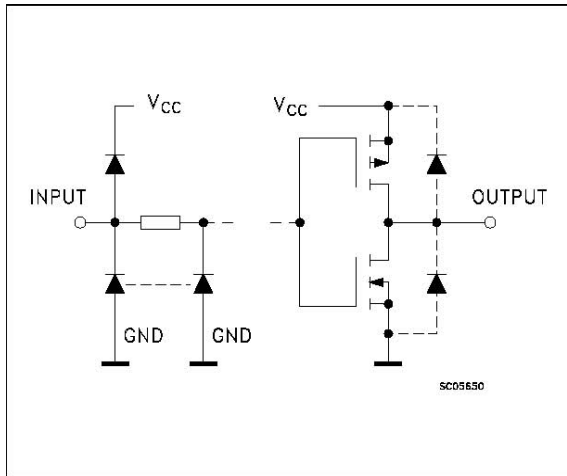 VCC
VCC
INPUT
OUTPUT
GND
GND
SC05650